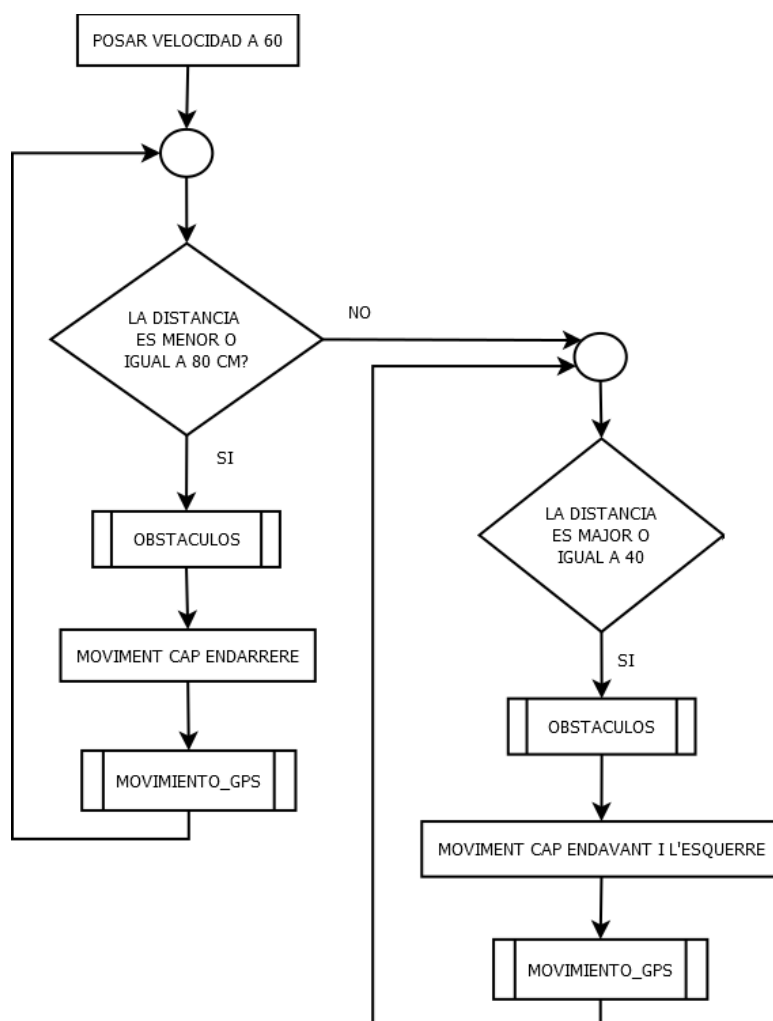 POSAR VELOCIDAD A 60
LA DISTANCIA
ES MENOR O
IGUAL A 80 CM?
NO
SI
OBSTACULOS
MOVIMENT CAP ENDARRERE
MOVIMIENTO_GPS
LA DISTANCIA
ES MAJOR O
IGUAL A 40
SI
OBSTACULOS
MOVIMENT CAP ENDAVANT I L'ESQUERRE
MOVIMIENTO_GPS